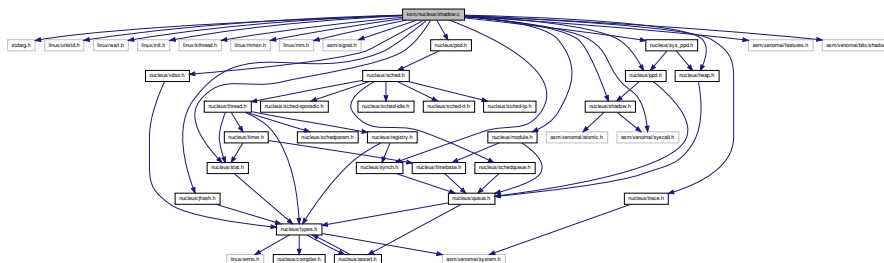 ksrc/nucleus/shadow.c
stdarg.h
linux/unistd.h
linux/wait.h
linux/init.h
linux/kthread.h
linux/mman.h
linux/mm.h
asm/signal.h
nucleus/pod.h
nucleus/sys_ppd.h
asm/xenomai/features.h
asm/xenomai/bits/shadow.h
nucleus/vdso.h
nucleus/sched.h
nucleus/ppd.h
nucleus/heap.h
nucleus/thread.h
nucleus/sched-sporadic.h
nucleus/sched-idle.h
nucleus/sched-rt.h
nucleus/sched-tp.h
nucleus/shadow.h
nucleus/timer.h
nucleus/schedparam.h
nucleus/registry.h
nucleus/module.h
asm/xenomai/atomic.h
asm/xenomai/syscall.h
nucleus/stat.h
nucleus/synch.h
nucleus/timebase.h
nucleus/schedqueue.h
nucleus/jhash.h
nucleus/queue.h
nucleus/trace.h
nucleus/types.h
linux/errno.h
nucleus/compiler.h
nucleus/assert.h
asm/xenomai/system.h